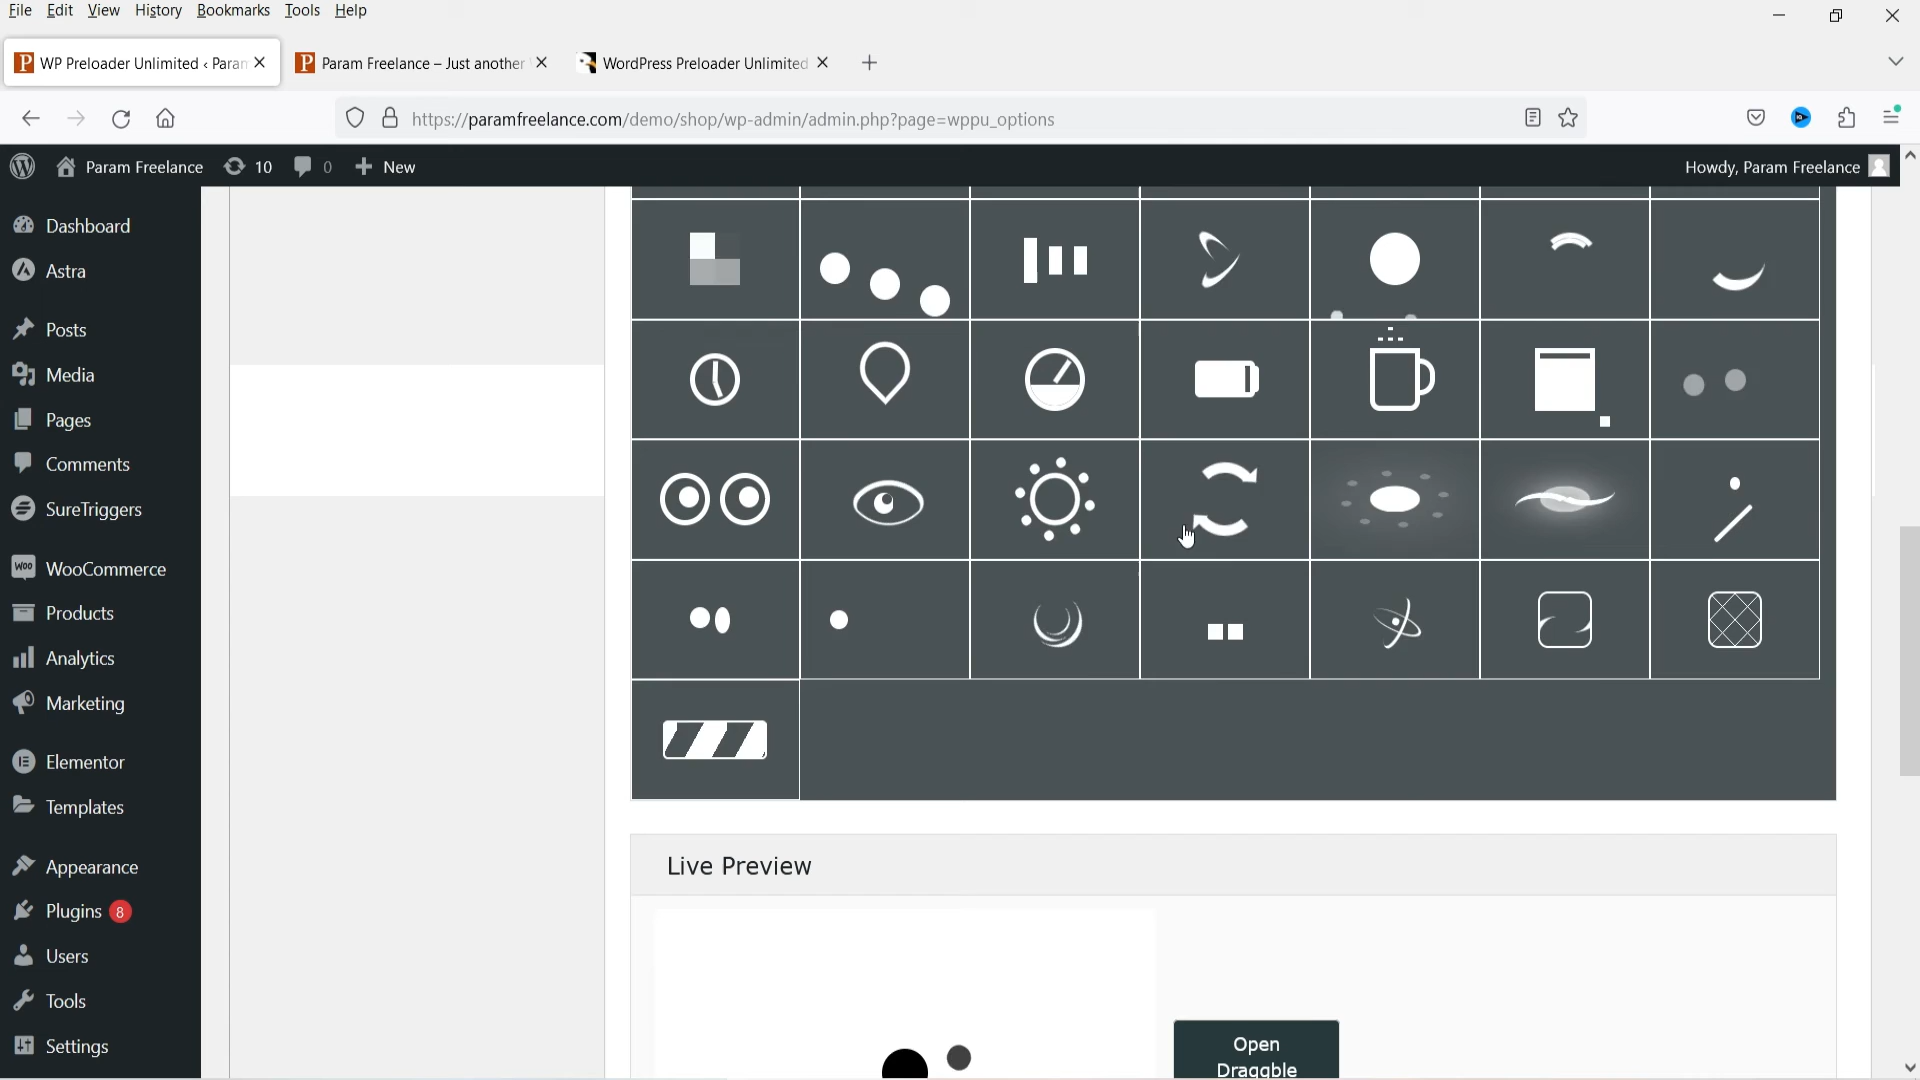 File Edit View History Bookmarks Tools Help
WP Preloader Unlimited ‹ Param
Param Freelance – Just another
WordPress Preloader Unlimited
https://paramfreelance.com/demo/shop/wp-admin/admin.php?page=wppu_options
Param Freelance 10 0 New
Howdy, Param Freelance
Dashboard
Astra
Posts
Media
Pages
Comments
SureTriggers
WooCommerce
Products
Analytics
Marketing
Elementor
Templates
Appearance
Plugins 8
Users
Tools
Settings
Live Preview
Open
Draggble